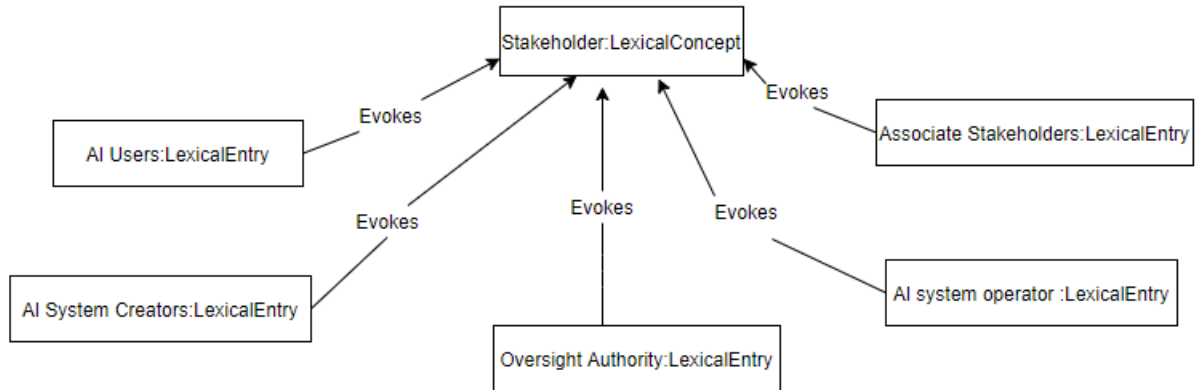 Stakeholder:LexicalConcept
Evokes
Evokes
AI Users:LexicalEntry
Associate Stakeholders:LexicalEntry
Evokes
Evokes
Evokes
AI System Creators:LexicalEntry
AI system operator :LexicalEntry
Oversight Authority:LexicalEntry